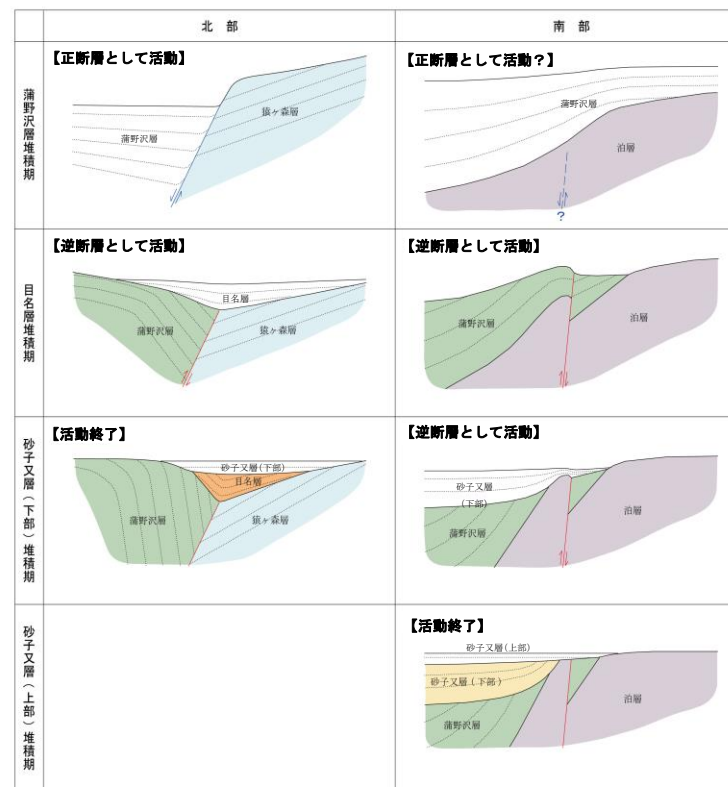 北 部
南 部
蒲野沢層堆積期
【正断層として活動】
蒲野沢層
猿ヶ森層
【正断層として活動？】
蒲野沢層
泊層
?
目名層堆積期
【逆断層として活動】
目名層
蒲野沢層
猿ヶ森層
【逆断層として活動】
蒲野沢層
泊層
砂子又層（下部）堆積期
【活動終了】
砂子又層(下部)
目名層
蒲野沢層
猿ヶ森層
【逆断層として活動】
砂子又層
(下部)
蒲野沢層
泊層
砂子又層（上部）堆積期
【活動終了】
砂子又層(上部)
砂子又層(下部)
蒲野沢層
泊層